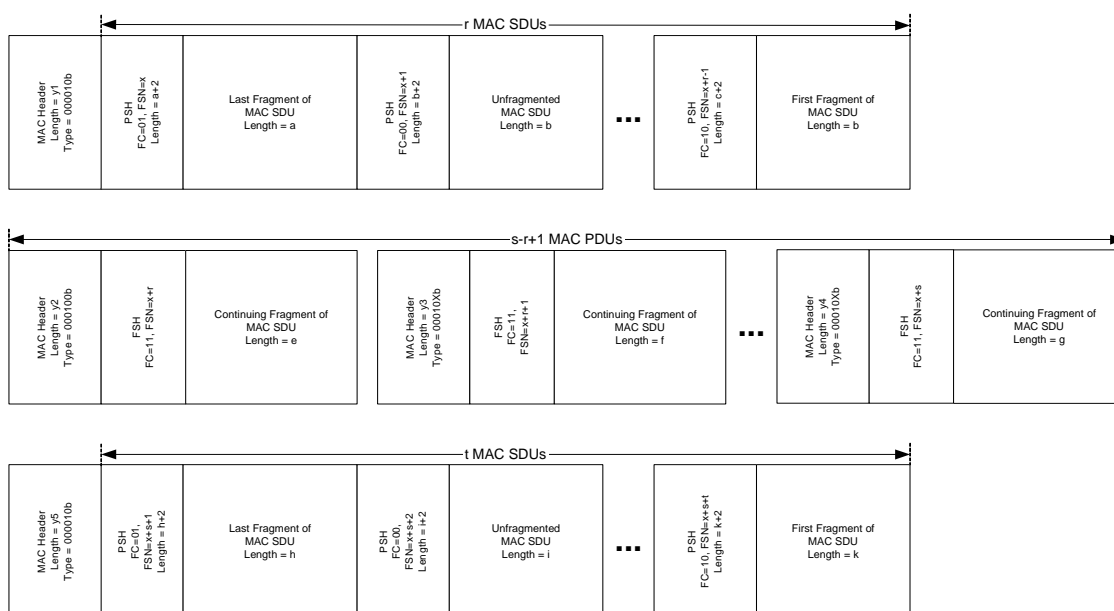 r MAC SDUs
MAC Header
Length = y1
Type = 000010b
PSH
FC=01, FSN=x
Length = a+2
Last Fragment of
MAC SDU
Length = a
PSH
FC=00, FSN=x+1
Length = b+2
Unfragmented
MAC SDU
Length = b
...
PSH
FC=10, FSN=x+r-1
Length = c+2
First Fragment of
MAC SDU
Length = b
s-r+1 MAC PDUs
MAC Header
Length = y2
Type = 000100b
FSH
FC=11, FSN=x+r
Continuing Fragment of
MAC SDU
Length = e
MAC Header
Length = y3
Type = 00010Xb
FSH
FC=11,
FSN=x+r+1
Continuing Fragment of
MAC SDU
Length = f
...
MAC Header
Length = y4
Type = 00010Xb
FSH
FC=11, FSN=x+s
Continuing Fragment of
MAC SDU
Length = g
t MAC SDUs
MAC Header
Length = y5
Type = 000010b
PSH
FC=01,
FSN=x+s+1
Length = h+2
Last Fragment of
MAC SDU
Length = h
PSH
FC=00,
FSN=x+s+2
Length = i+2
Unfragmented
MAC SDU
Length = i
...
PSH
FC=10, FSN=x+s+t
Length = k+2
First Fragment of
MAC SDU
Length = k